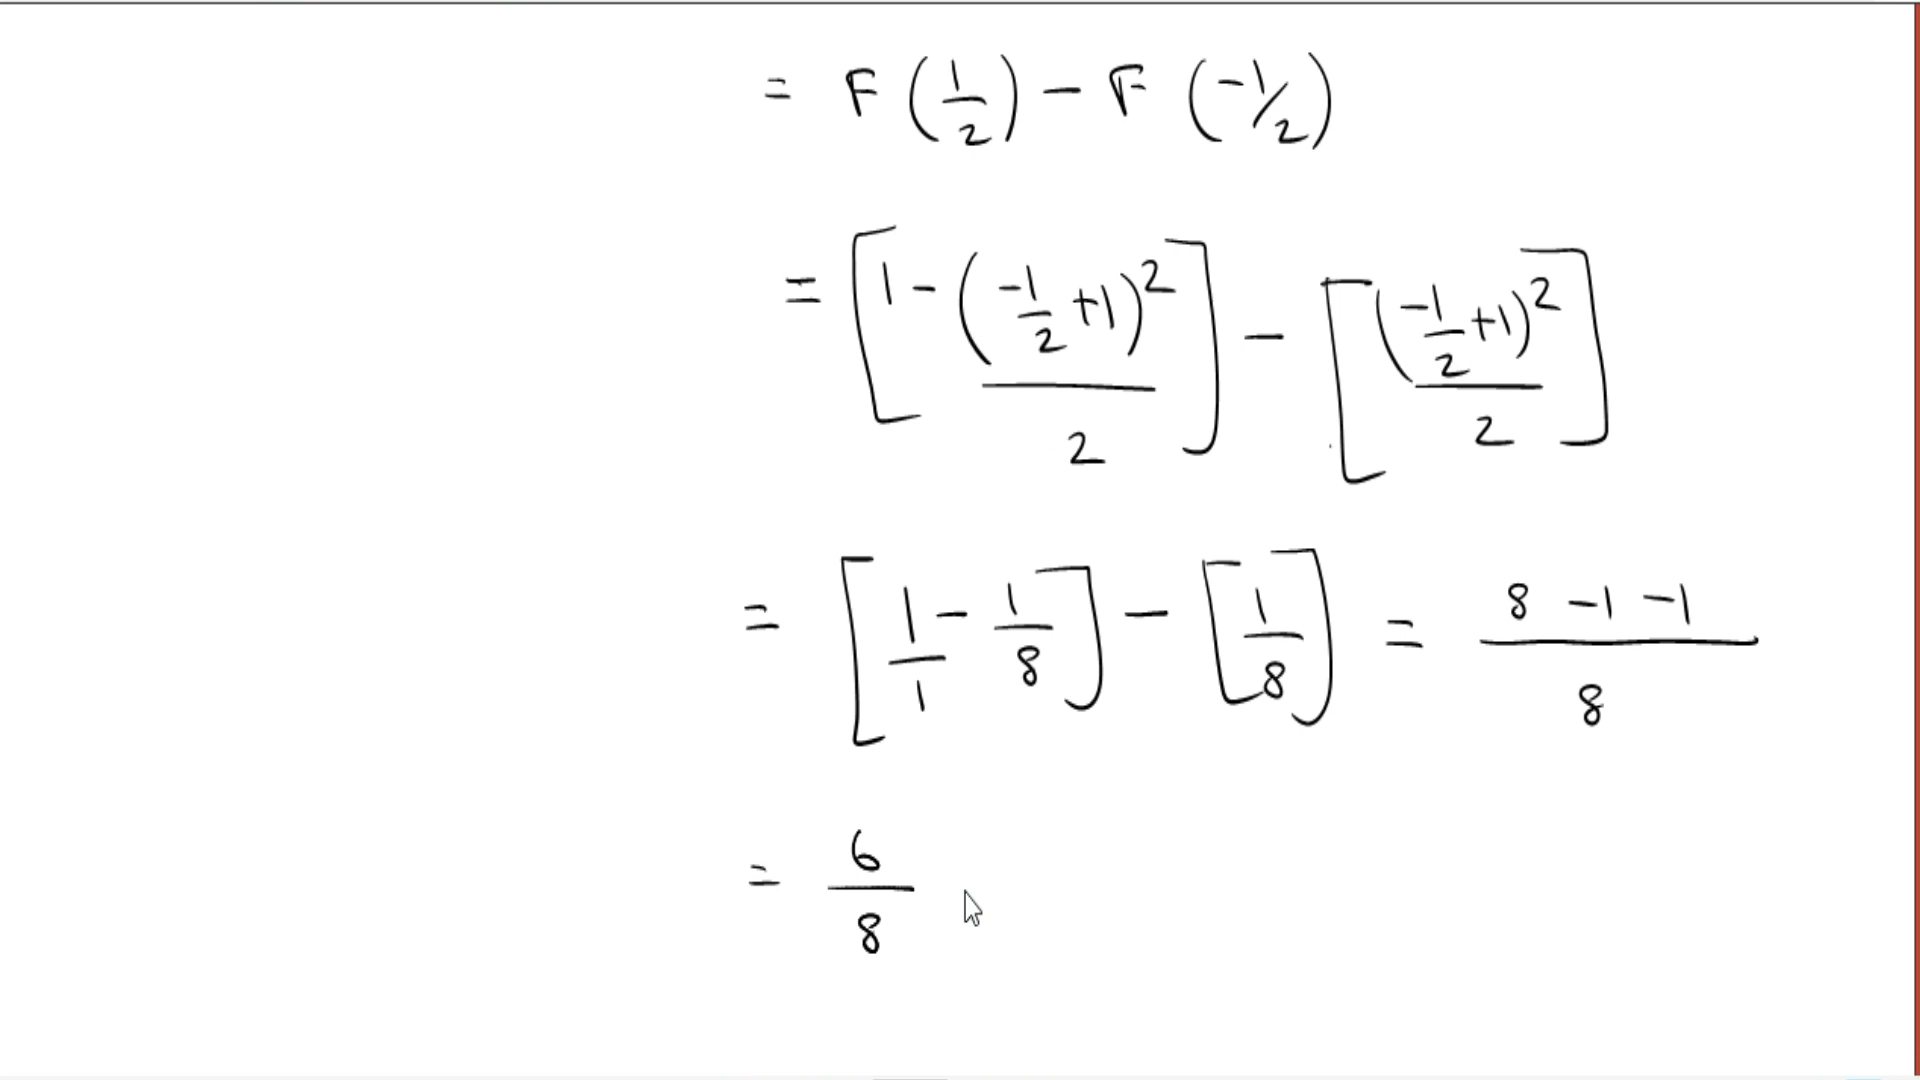 = F (1/2) - F (-1/2)
= [1 - (-1/2 +1)^2 / 2] - [(-1/2 +1)^2 / 2]
= [1/1 - 1/8] - [1/8] = (8 -1 -1)/8
= 6/8